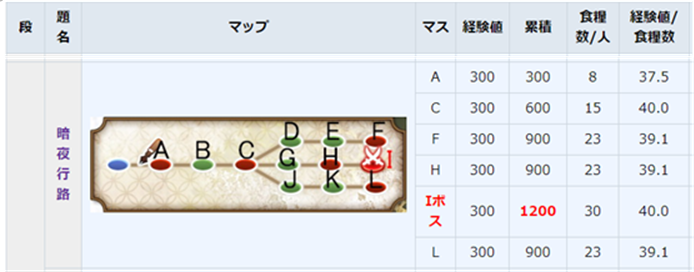 段 題名 マップ マス 経験値 累積 食糧数/人 経験値/食糧数
暗夜行路
A B C D E F
G H I
J K L
A 300 300 8 37.5
C 300 600 15 40.0
F 300 900 23 39.1
H 300 900 23 39.1
Iボス 300 1200 30 40.0
L 300 900 23 39.1